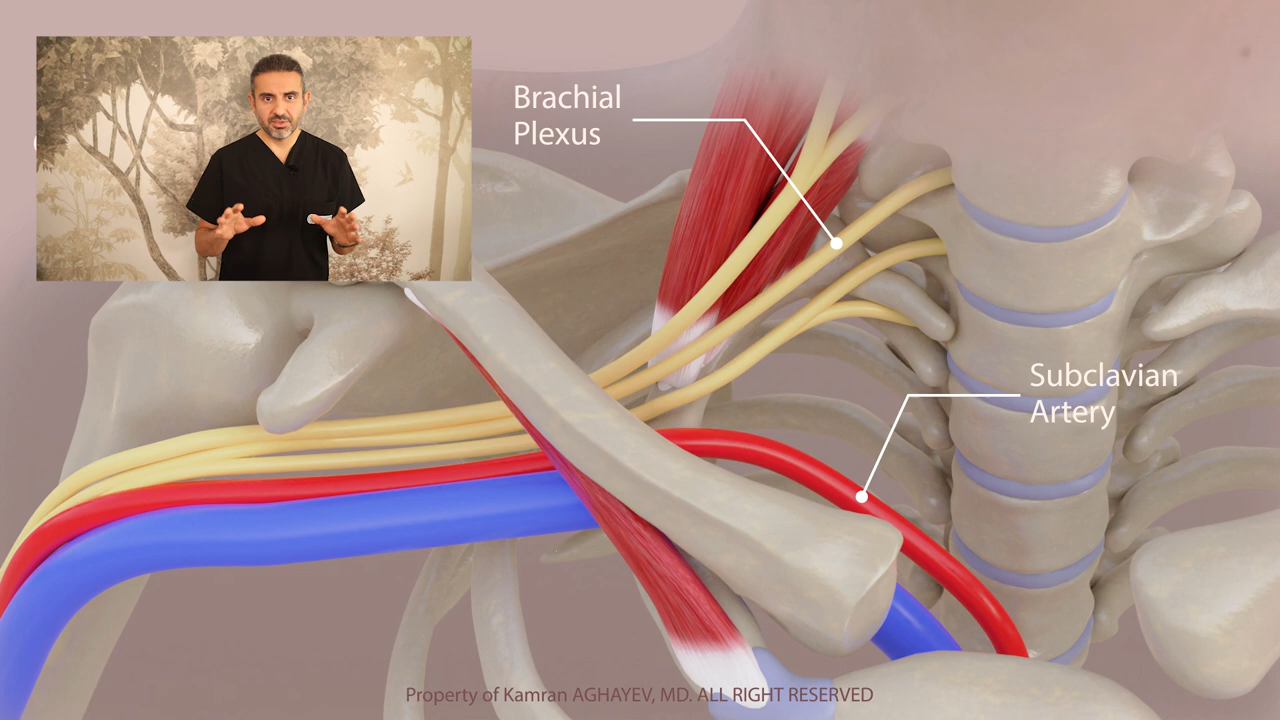 Brachial
Plexus
Subclavian
Artery
Property of Kamran AGHAYEV, MD. ALL RIGHT RESERVED